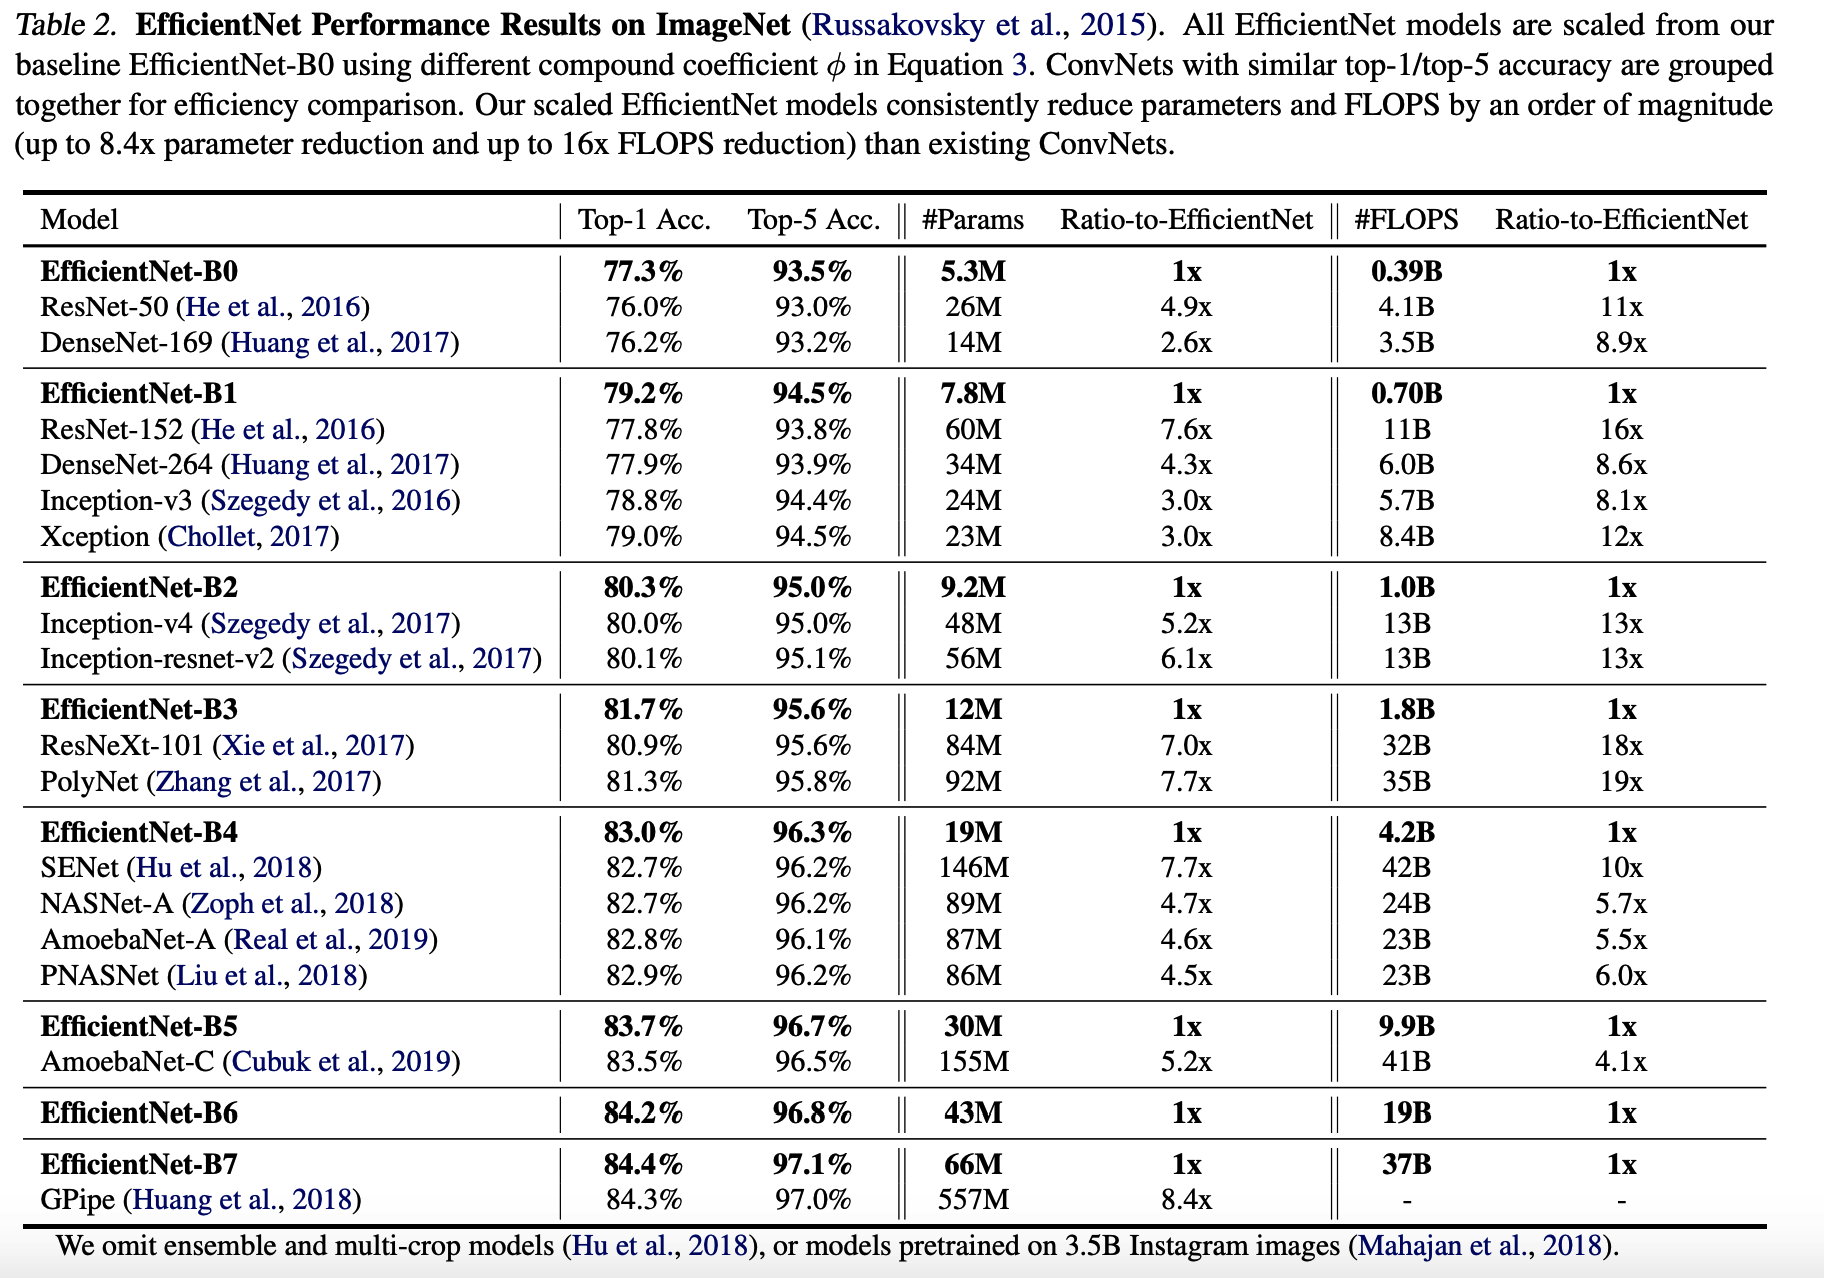 Table 2. EfficientNet Performance Results on ImageNet (Russakovsky et al., 2015). All EfficientNet models are scaled from our
baseline EfficientNet-B0 using different compound coefficient ϕ in Equation 3. ConvNets with similar top-1/top-5 accuracy are grouped
together for efficiency comparison. Our scaled EfficientNet models consistently reduce parameters and FLOPS by an order of magnitude
(up to 8.4x parameter reduction and up to 16x FLOPS reduction) than existing ConvNets.
Model Top-1 Acc. Top-5 Acc. #Params Ratio-to-EfficientNet #FLOPS Ratio-to-EfficientNet
EfficientNet-B0 77.3% 93.5% 5.3M 1x 0.39B 1x
ResNet-50 (He et al., 2016) 76.0% 93.0% 26M 4.9x 4.1B 11x
DenseNet-169 (Huang et al., 2017) 76.2% 93.2% 14M 2.6x 3.5B 8.9x
EfficientNet-B1 79.2% 94.5% 7.8M 1x 0.70B 1x
ResNet-152 (He et al., 2016) 77.8% 93.8% 60M 7.6x 11B 16x
DenseNet-264 (Huang et al., 2017) 77.9% 93.9% 34M 4.3x 6.0B 8.6x
Inception-v3 (Szegedy et al., 2016) 78.8% 94.4% 24M 3.0x 5.7B 8.1x
Xception (Chollet, 2017) 79.0% 94.5% 23M 3.0x 8.4B 12x
EfficientNet-B2 80.3% 95.0% 9.2M 1x 1.0B 1x
Inception-v4 (Szegedy et al., 2017) 80.0% 95.0% 48M 5.2x 13B 13x
Inception-resnet-v2 (Szegedy et al., 2017) 80.1% 95.1% 56M 6.1x 13B 13x
EfficientNet-B3 81.7% 95.6% 12M 1x 1.8B 1x
ResNeXt-101 (Xie et al., 2017) 80.9% 95.6% 84M 7.0x 32B 18x
PolyNet (Zhang et al., 2017) 81.3% 95.8% 92M 7.7x 35B 19x
EfficientNet-B4 83.0% 96.3% 19M 1x 4.2B 1x
SENet (Hu et al., 2018) 82.7% 96.2% 146M 7.7x 42B 10x
NASNet-A (Zoph et al., 2018) 82.7% 96.2% 89M 4.7x 24B 5.7x
AmoebaNet-A (Real et al., 2019) 82.8% 96.1% 87M 4.6x 23B 5.5x
PNASNet (Liu et al., 2018) 82.9% 96.2% 86M 4.5x 23B 6.0x
EfficientNet-B5 83.7% 96.7% 30M 1x 9.9B 1x
AmoebaNet-C (Cubuk et al., 2019) 83.5% 96.5% 155M 5.2x 41B 4.1x
EfficientNet-B6 84.2% 96.8% 43M 1x 19B 1x
EfficientNet-B7 84.4% 97.1% 66M 1x 37B 1x
GPipe (Huang et al., 2018) 84.3% 97.0% 557M 8.4x - -
We omit ensemble and multi-crop models (Hu et al., 2018), or models pretrained on 3.5B Instagram images (Mahajan et al., 2018).